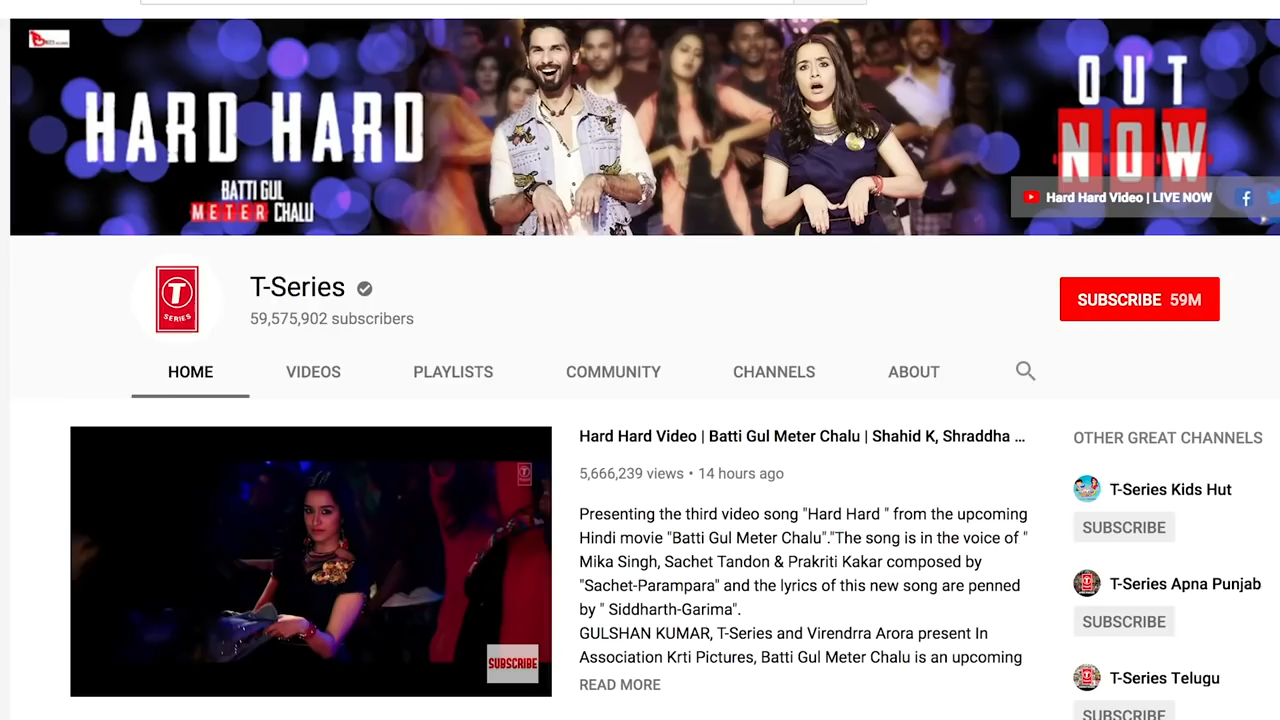 HARD HARD
BATTI GUL
METER CHALU
OUT
NOW
Hard Hard Video | LIVE NOW
T
SERIES
T-Series
59,575,902 subscribers
SUBSCRIBE 59M
HOME VIDEOS PLAYLISTS COMMUNITY CHANNELS ABOUT
SUBSCRIBE
Hard Hard Video | Batti Gul Meter Chalu | Shahid K, Shraddha ...
5,666,239 views • 14 hours ago
Presenting the third video song "Hard Hard " from the upcoming
Hindi movie "Batti Gul Meter Chalu"."The song is in the voice of "
Mika Singh, Sachet Tandon & Prakriti Kakar composed by
"Sachet-Parampara" and the lyrics of this new song are penned
by " Siddharth-Garima".
GULSHAN KUMAR, T-Series and Virendrra Arora present In
Association Krti Pictures, Batti Gul Meter Chalu is an upcoming
READ MORE
OTHER GREAT CHANNELS
T-Series Kids Hut
SUBSCRIBE
T-Series Apna Punjab
SUBSCRIBE
T-Series Telugu
SUBSCRIBE